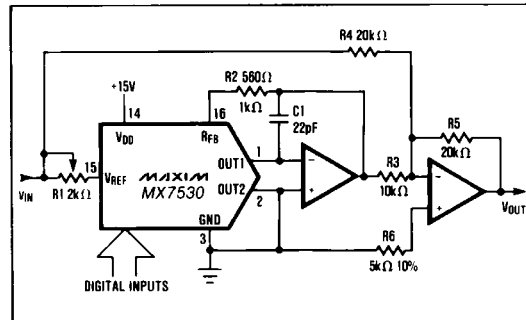 R4 20kΩ
+15V
R2 560Ω
1kΩ
C1
22pF
14
16
VDD
RFB
R5
20kΩ
15
VREF
MAXIM
MX7530
OUT1
1
OUT2
2
R3
10kΩ
VIN
R1 2kΩ
GND
3
VOUT
R6
5kΩ 10%
DIGITAL INPUTS
−
+
−
+